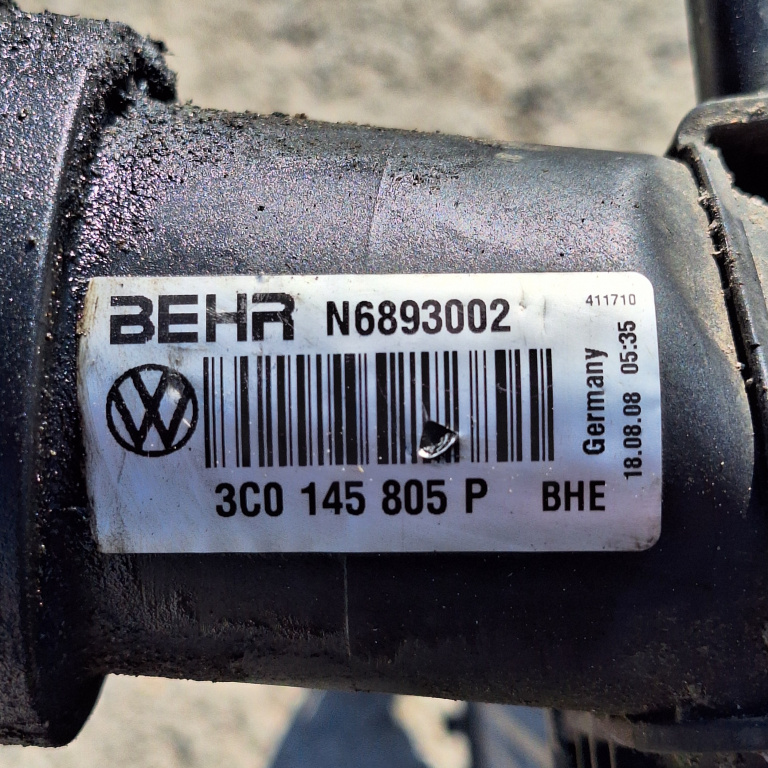 BEHR N6893002 411710
3C0 145 805 P BHE
Germany
18.08.08 05:35